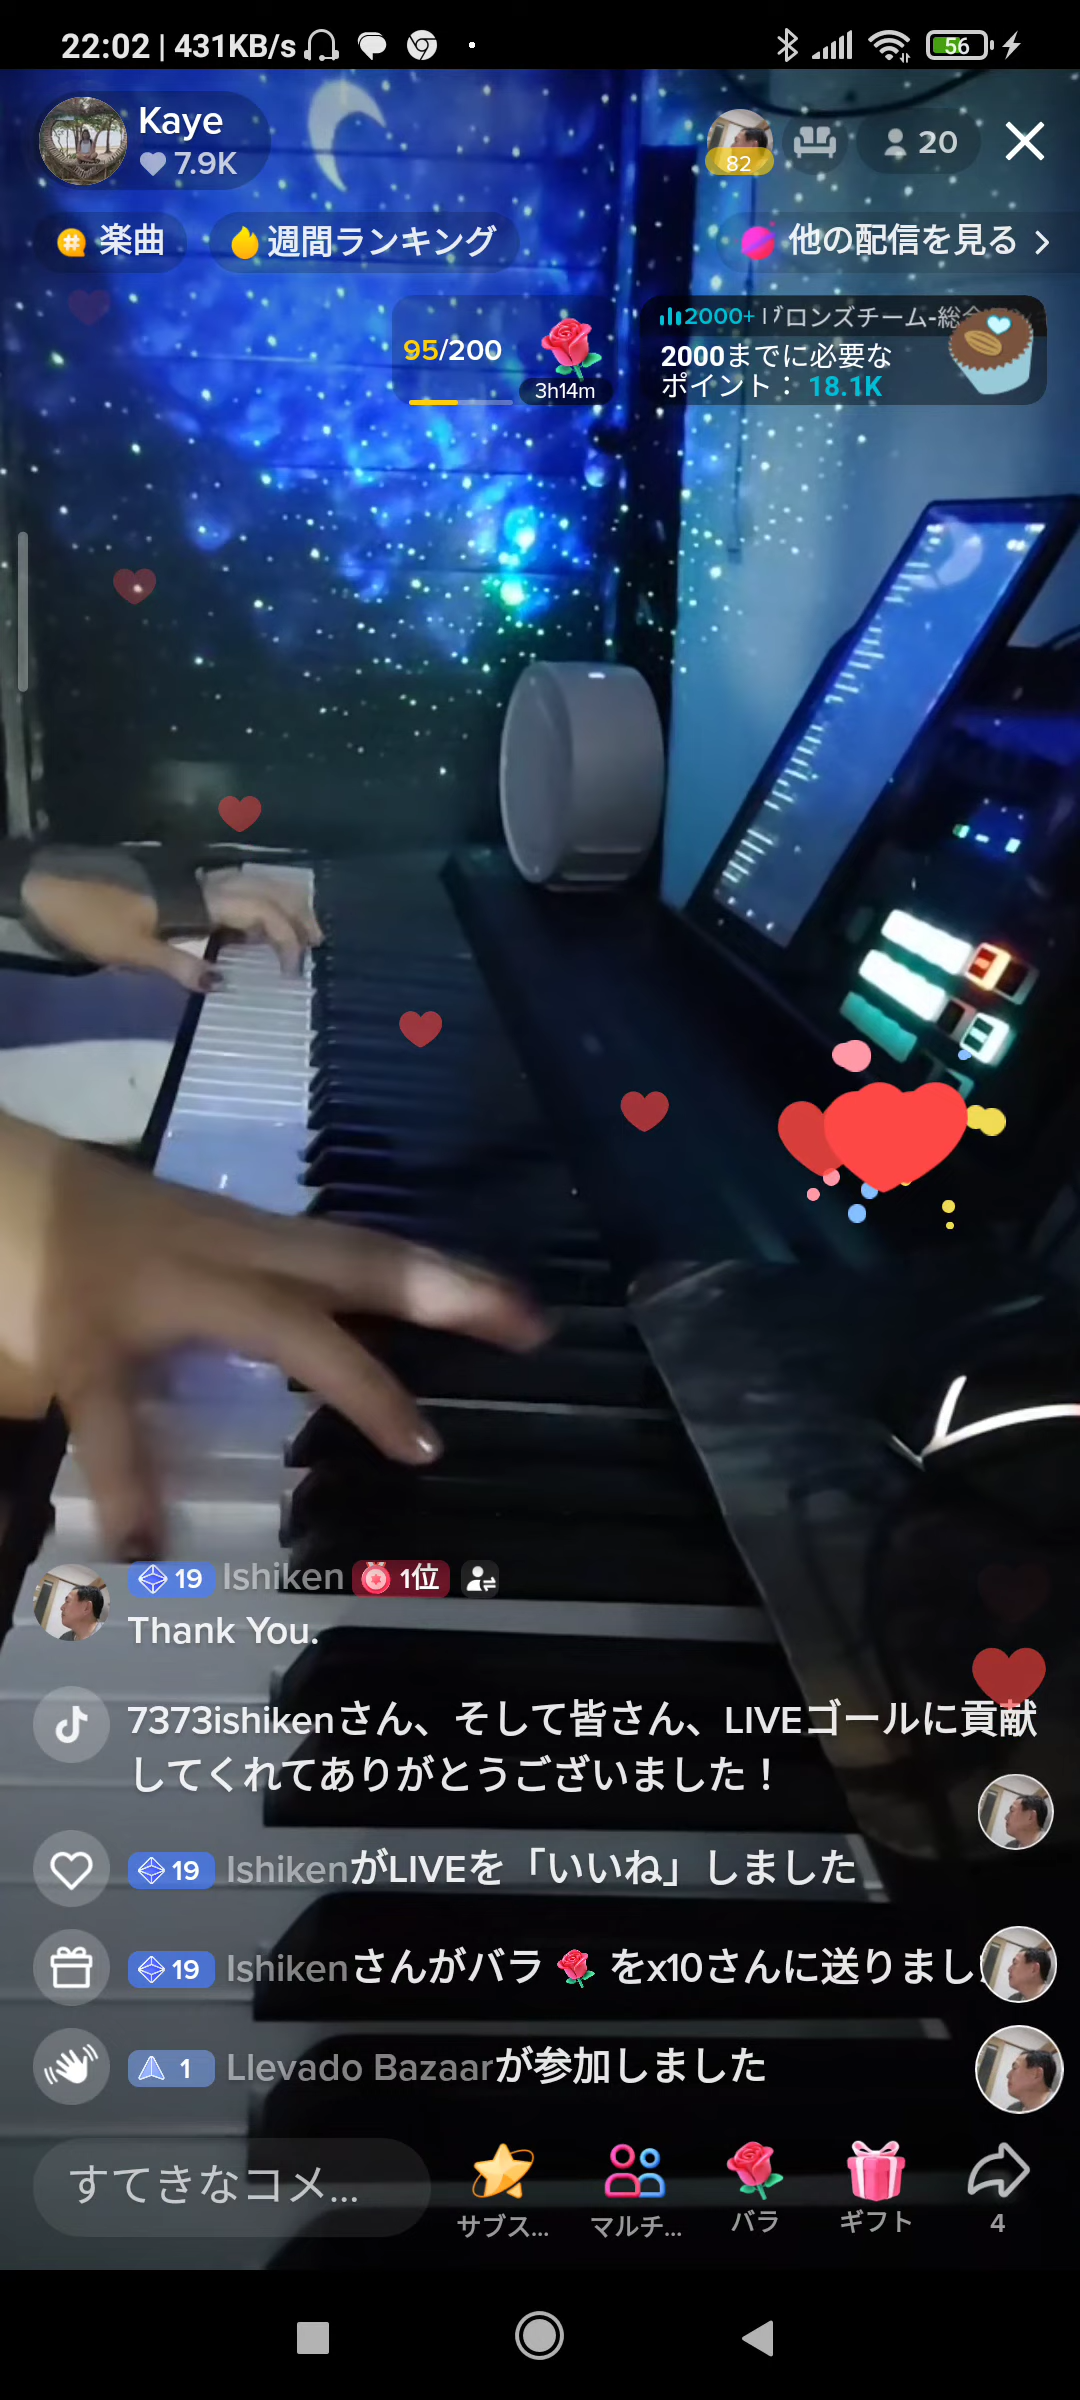 22:02 | 431KB/s
56
Kaye
7.9K
82
20
楽曲
週間ランキング
他の配信を見る
95/200
3h14m
2000+
ブロンズチーム-総合
2000までに必要な
ポイント： 18.1K
19 Ishiken 1位
Thank You.
7373ishikenさん、そして皆さん、LIVEゴールに貢献
してくれてありがとうございました！
19 IshikenがLIVEを「いいね」しました
19 Ishikenさんがバラ をx10さんに送りまし
1 Llevado Bazaarが参加しました
すてきなコメ...
サブス...
マルチ...
バラ
ギフト
4